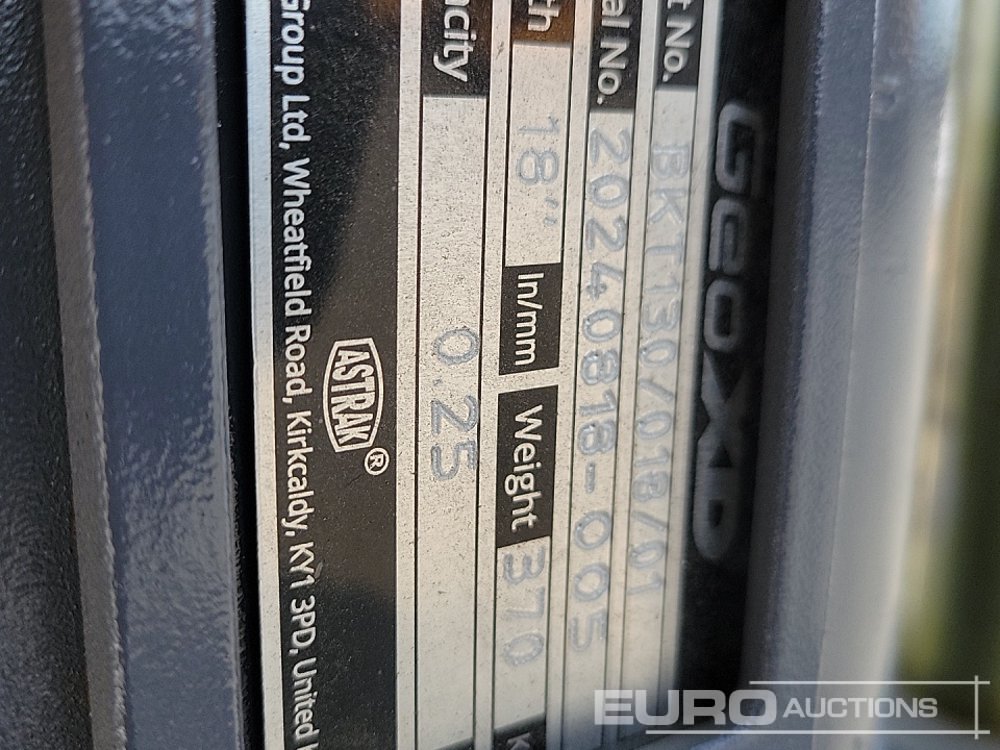 GeoXD
t No. BKT130/018/01
al No. 20240818-005
th 18" In/mm Weight 370 K
acity 0.25
ASTRAK®
Group Ltd, Wheatfield Road, Kirkcaldy, KY1 3PD, United
EURO AUCTIONS